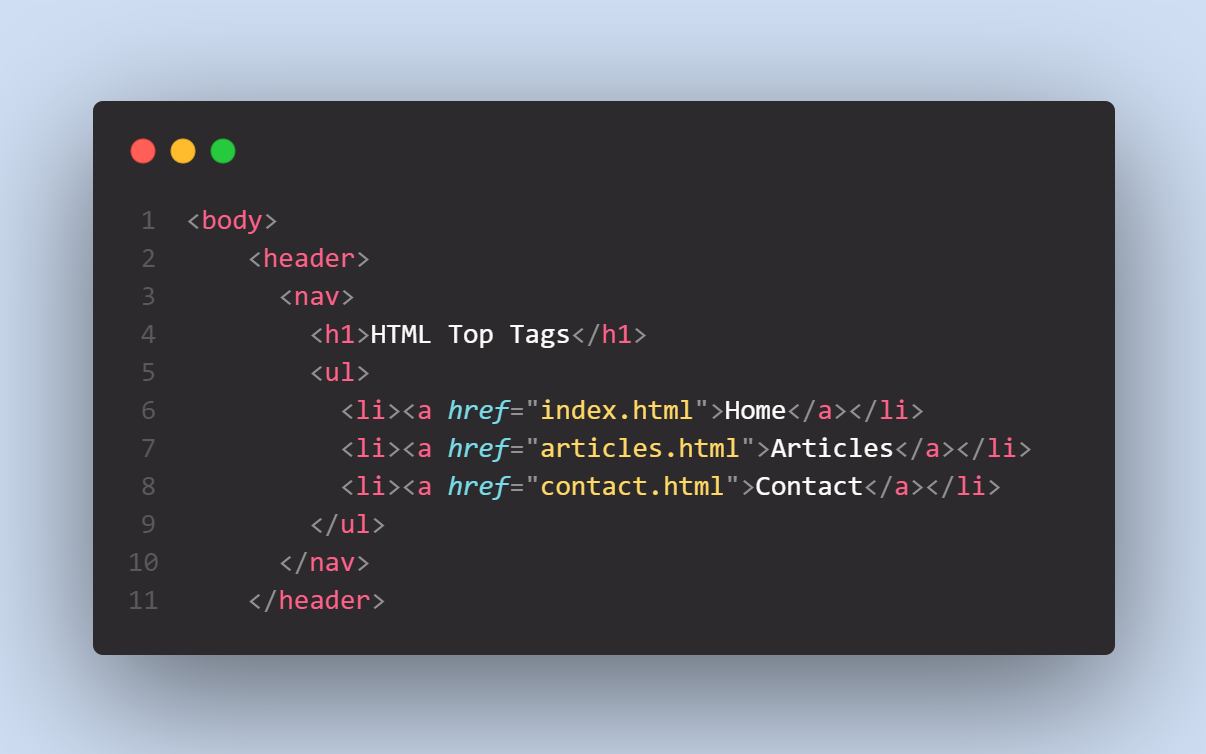 1 <body>
2     <header>
3       <nav>
4         <h1>HTML Top Tags</h1>
5         <ul>
6           <li><a href="index.html">Home</a></li>
7           <li><a href="articles.html">Articles</a></li>
8           <li><a href="contact.html">Contact</a></li>
9         </ul>
10       </nav>
11     </header>